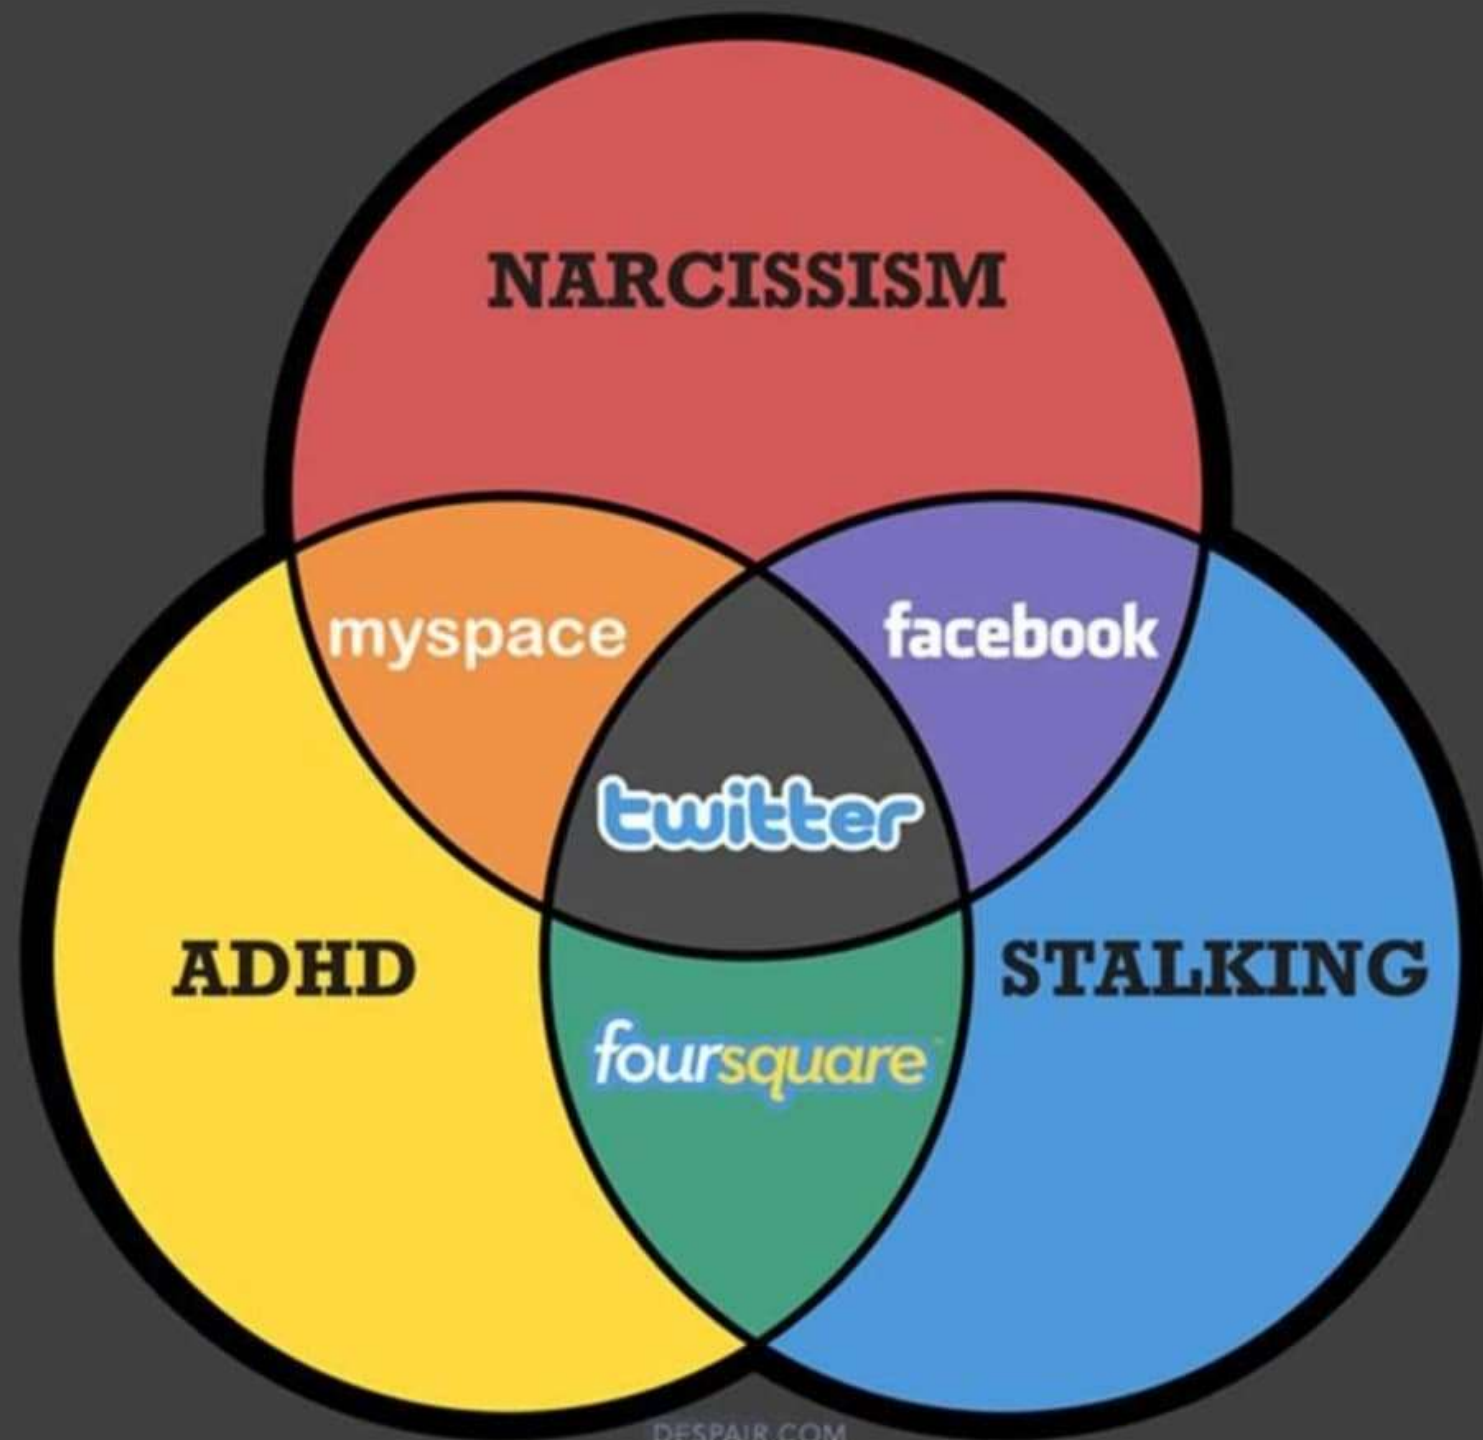 NARCISSISM
myspace
facebook
twitter
ADHD
STALKING
foursquare
DESPAIR.COM